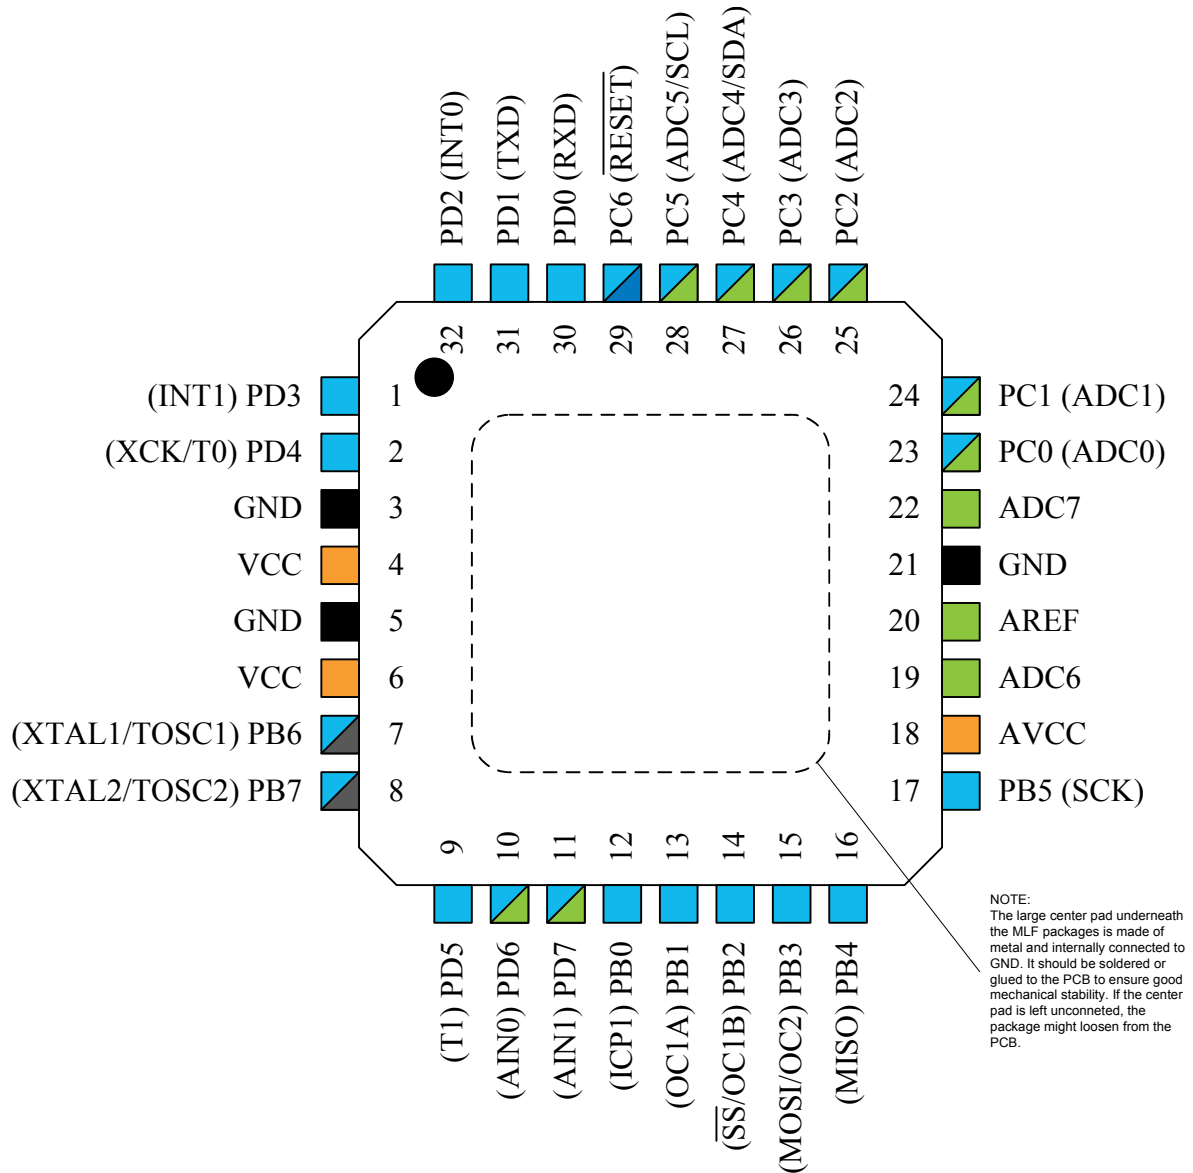 PD2 (INT0)
PD1 (TXD)
PD0 (RXD)
PC6 (RESET)
PC5 (ADC5/SCL)
PC4 (ADC4/SDA)
PC3 (ADC3)
PC2 (ADC2)
32
31
30
29
28
27
26
25
(INT1) PD3
1
(XCK/T0) PD4
2
GND
3
VCC
4
GND
5
VCC
6
(XTAL1/TOSC1) PB6
7
(XTAL2/TOSC2) PB7
8
24
PC1 (ADC1)
23
PC0 (ADC0)
22
ADC7
21
GND
20
AREF
19
ADC6
18
AVCC
17
PB5 (SCK)
9
10
11
12
13
14
15
16
(T1) PD5
(AIN0) PD6
(AIN1) PD7
(ICP1) PB0
(OC1A) PB1
(SS/OC1B) PB2
(MOSI/OC2) PB3
(MISO) PB4
NOTE:
The large center pad underneath
the MLF packages is made of
metal and internally connected to
GND. It should be soldered or
glued to the PCB to ensure good
mechanical stability. If the center
pad is left unconneted, the
package might loosen from the
PCB.